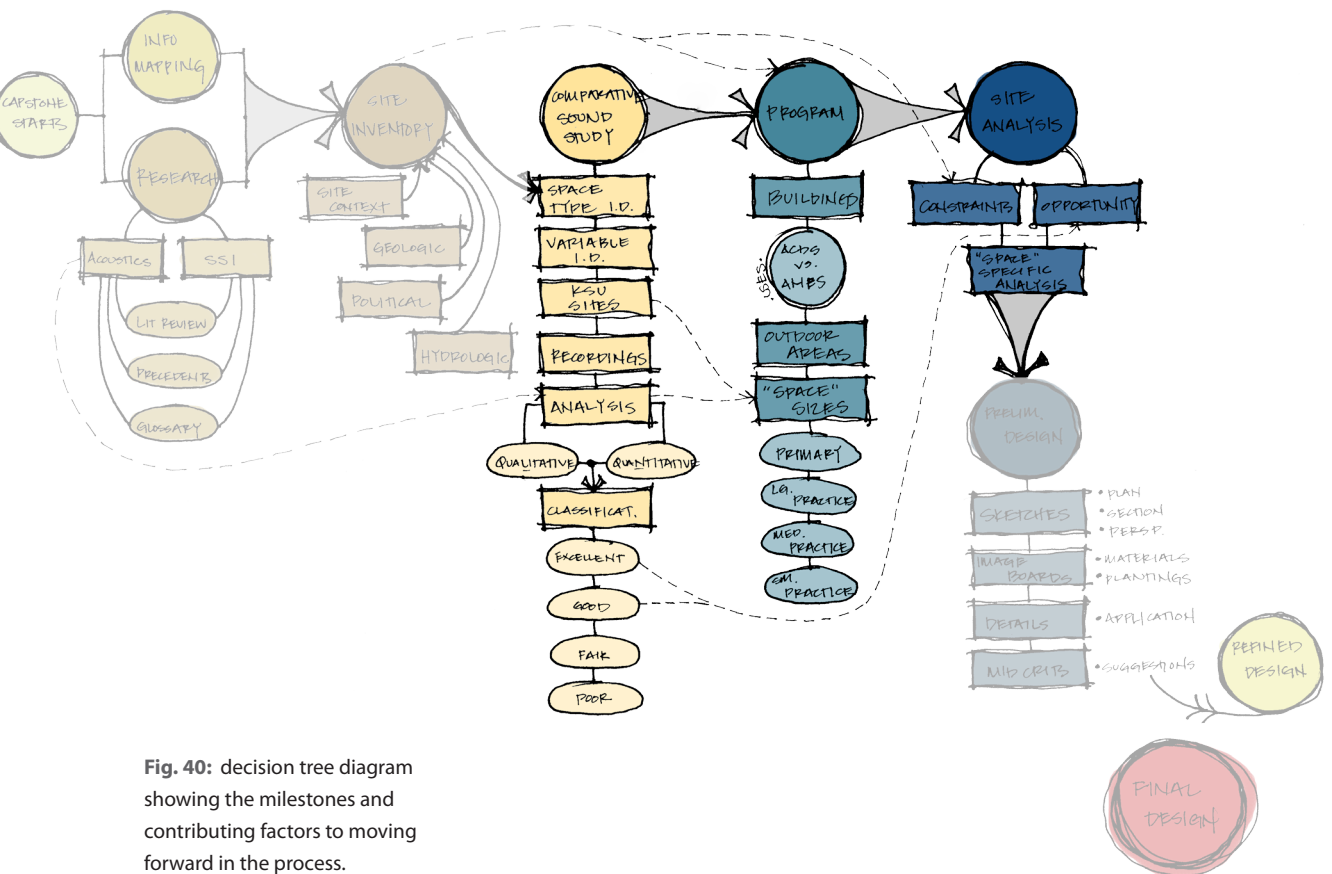 CAPSTONE
STARTS
INFO
MAPPING
RESEARCH
ACOUSTICS
SSI
LIT REVIEW
PRECEDENTS
GLOSSARY
SITE
INVENTORY
SITE
CONTEXT
GEOLOGIC
POLITICAL
HYDROLOGIC
COMPARATIVE
SOUND
STUDY
SPACE
TYPE I.D.
VARIABLE
I.D.
KSU
SITES
RECORDINGS
ANALYSIS
QUALITATIVE
QUANTITATIVE
CLASSIFICAT.
EXCELLENT
GOOD
FAIR
POOR
PROGRAM
BUILDINGS
ACDS
VS.
AMPS
USES.
OUTDOOR
AREAS
"SPACE"
SIZES
PRIMARY
LG.
PRACTICE
MED.
PRACTICE
SM.
PRACTICE
SITE
ANALYSIS
CONSTRAINTS
OPPORTUNITY
"SPACE"
SPECIFIC
ANALYSIS
PRELIM.
DESIGN
SKETCHES
• PLAN
• SECTION
• PERSP.
IMAGE
BOARDS
• MATERIALS
• PLANTINGS
DETAILS
• APPLICATION
MID CRITS
• SUGGESTIONS
REFINED
DESIGN
FINAL
DESIGN
Fig. 40: decision tree diagram
showing the milestones and
contributing factors to moving
forward in the process.